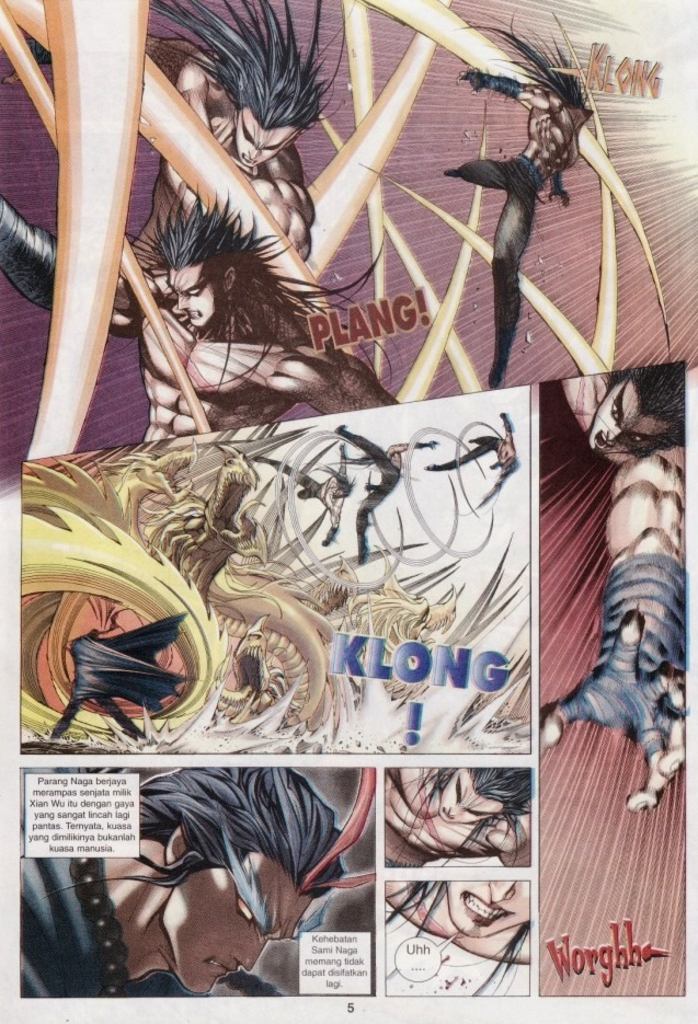 KLONG
PLANG!
KLONG
!
Parang Naga berjaya
merampas senjata milik
Xian Wu itu dengan gaya
yang sangat lincah lagi
pantas. Ternyata, kuasa
yang dimilikinya bukanlah
kuasa manusia.
Kehebatan
Sami Naga
memang tidak
dapat disifatkan
lagi.
Uhh
....
Worghh
5